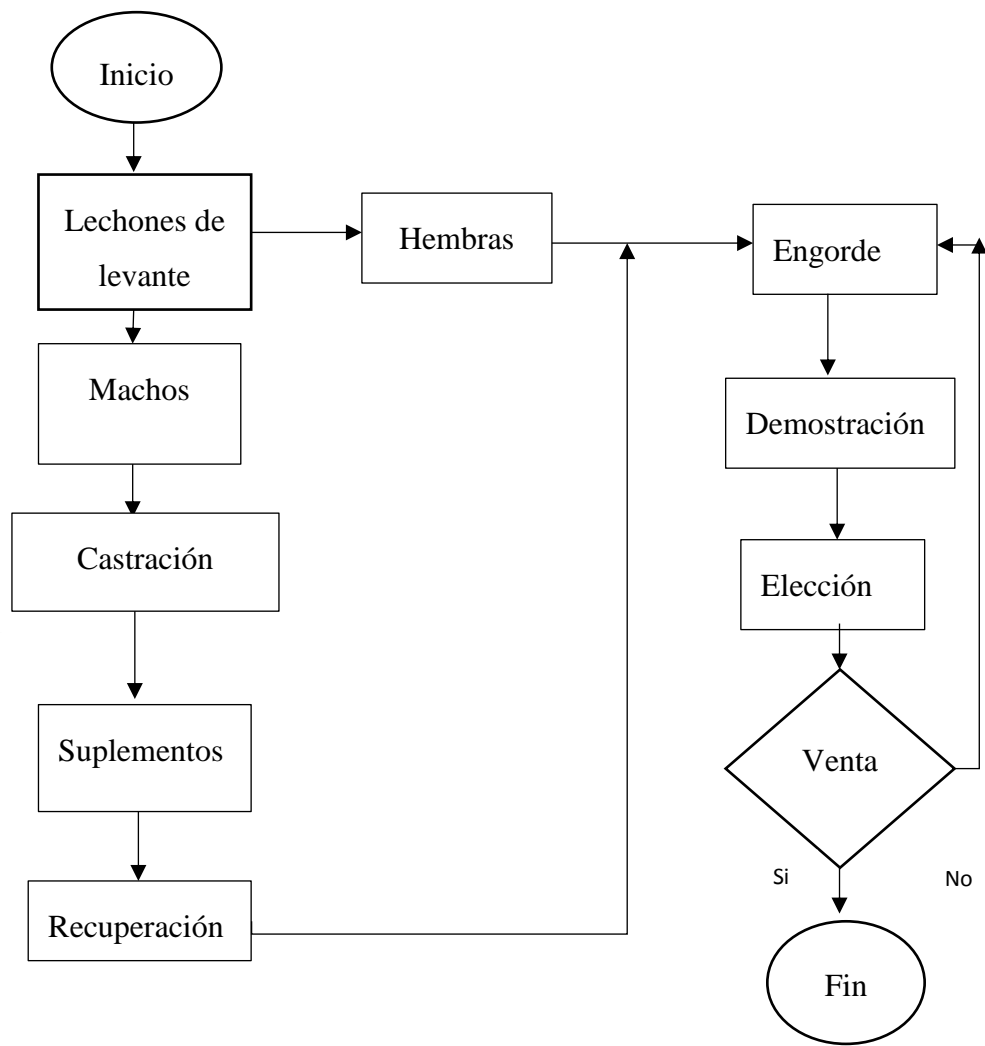 Inicio
Lechones de
levante
Hembras
Engorde
Machos
Demostración
Castración
Elección
Suplementos
Venta
Si
No
Recuperación
Fin